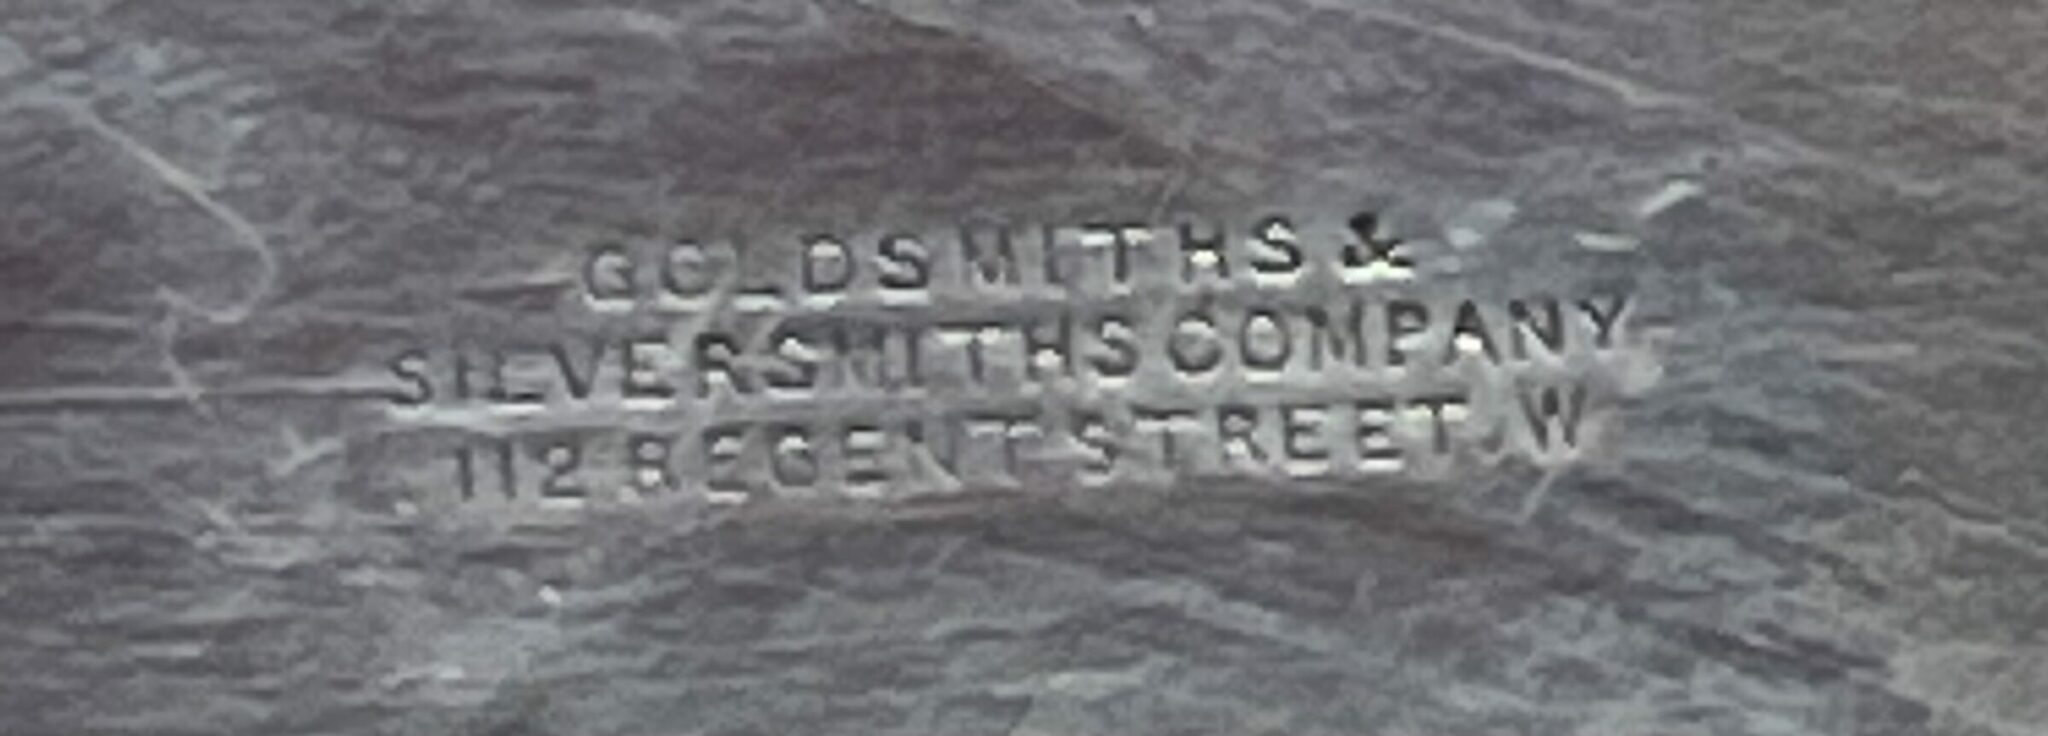 GOLDSMITHS &
SILVERSMITHS COMPANY
112 REGENT STREET. W